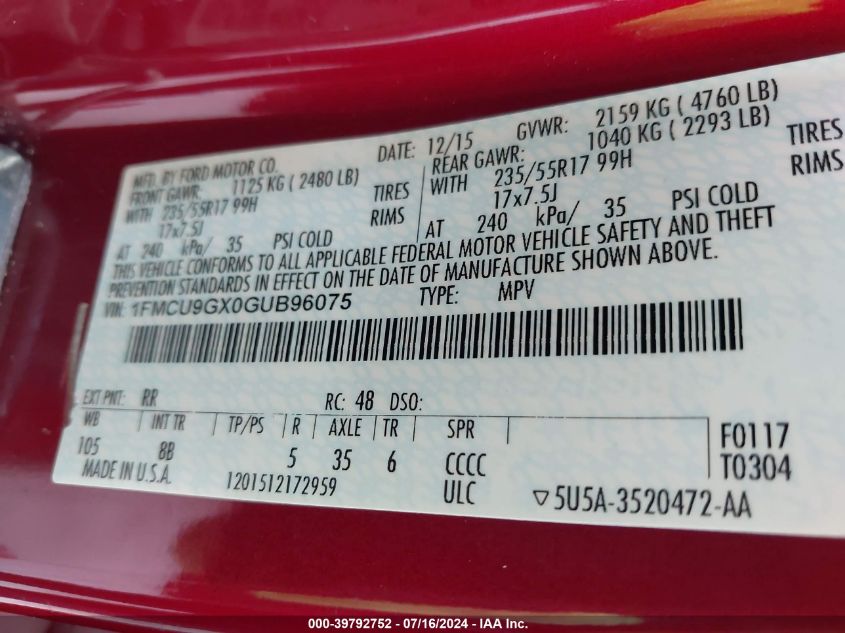 MFD. BY FORD MOTOR CO. DATE: 12/15 GVWR: 2159 KG ( 4760 LB)
FRONT GAWR: 1125 KG ( 2480 LB) REAR GAWR: 1040 KG ( 2293 LB)
WITH 235/55R17 99H TIRES WITH 235/55R17 99H TIRES
17x7.5J RIMS 17x7.5J RIMS
AT 240 kPa/ 35 PSI COLD AT 240 kPa/ 35 PSI COLD
THIS VEHICLE CONFORMS TO ALL APPLICABLE FEDERAL MOTOR VEHICLE SAFETY AND THEFT
PREVENTION STANDARDS IN EFFECT ON THE DATE OF MANUFACTURE SHOWN ABOVE.
VIN: 1FMCU9GX0GUB96075 TYPE: MPV
EXT PNT: RR RC: 48 DSO:
WB INT TR TP/PS R AXLE TR SPR
105 8B 5 35 6 CCCC F0117
MADE IN U.S.A. 1201512172959 ULC T0304
5U5A-3520472-AA
000-39792752 / 07/16/2024 - IAA Inc.